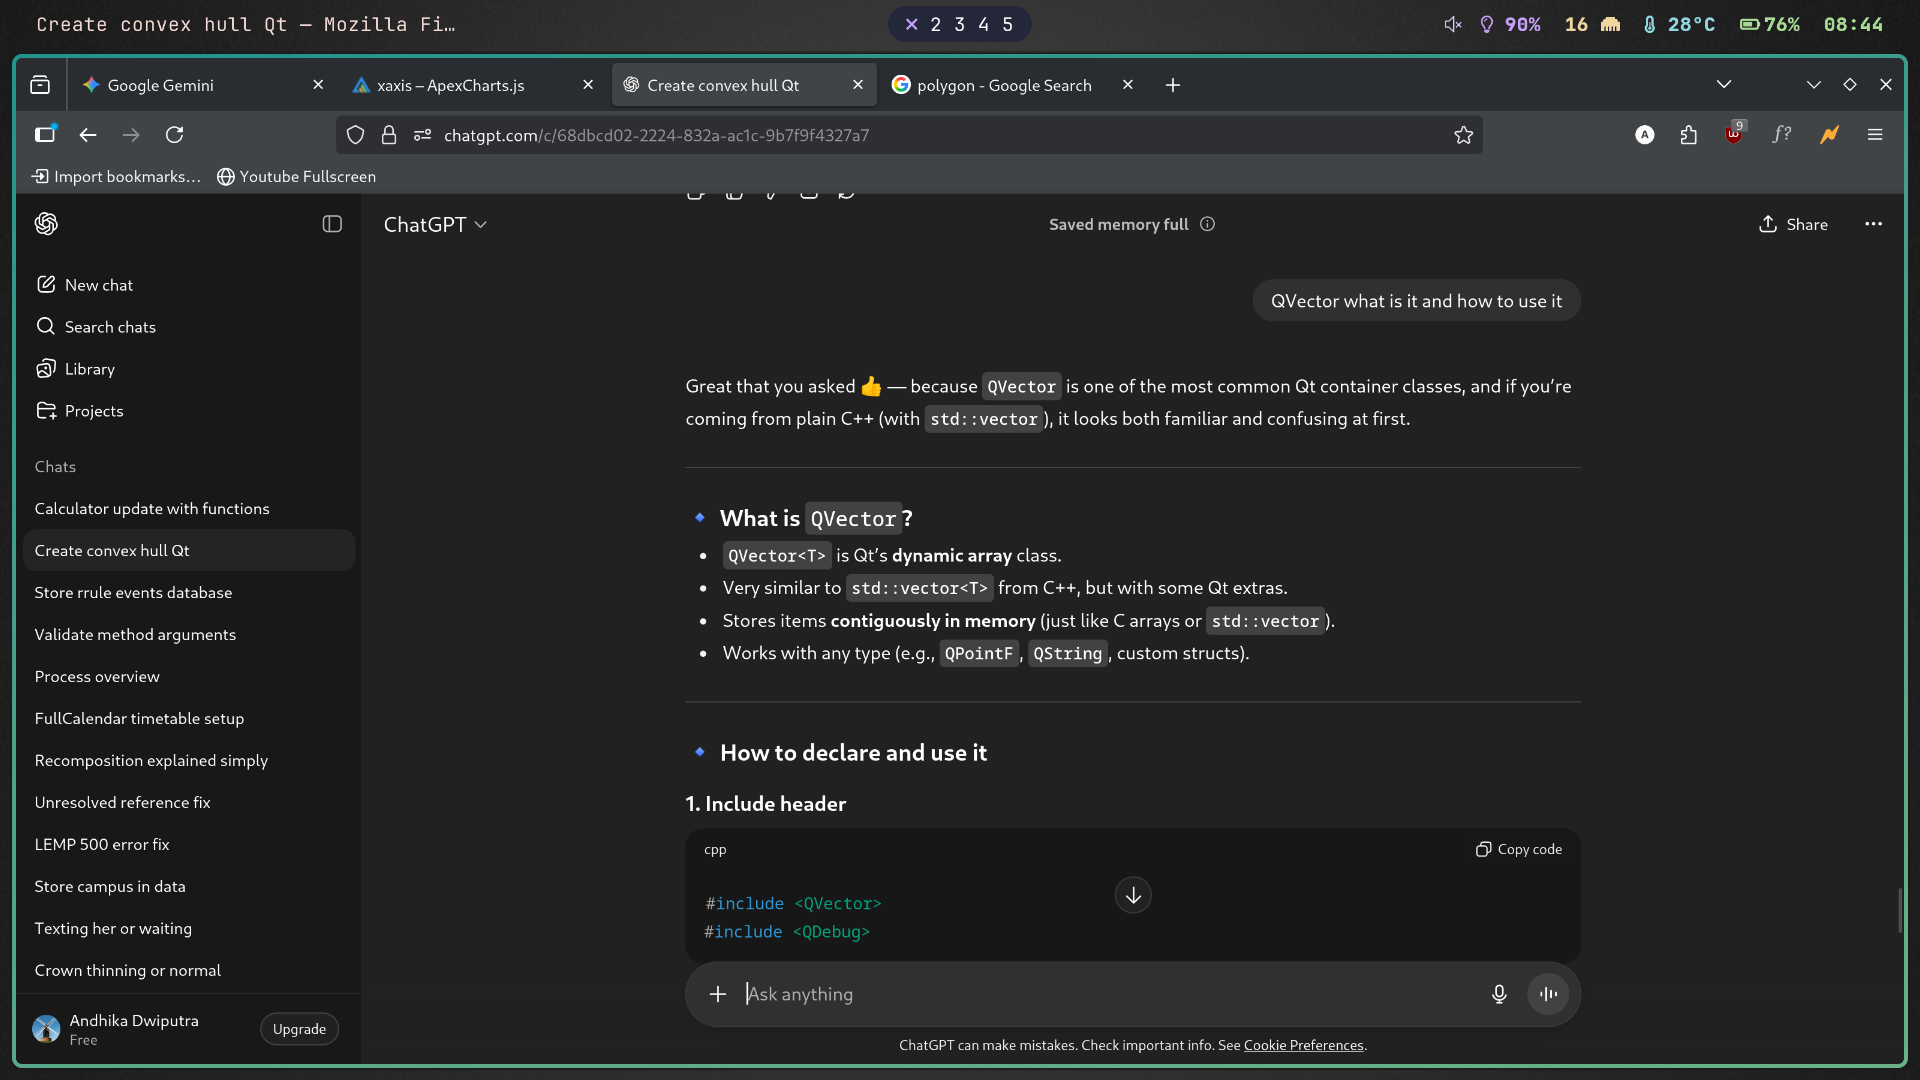 Create convex hull Qt — Mozilla Fi…
2 3 4 5
90% 16 28°C 76% 08:44
Google Gemini
xaxis – ApexCharts.js
Create convex hull Qt
polygon - Google Search
chatgpt.com/c/68dbcd02-2224-832a-ac1c-9b7f9f4327a7
A
9
f?
Import bookmarks…
Youtube Fullscreen
ChatGPT
Saved memory full
Share
New chat
Search chats
Library
Projects
Chats
Calculator update with functions
Create convex hull Qt
Store rrule events database
Validate method arguments
Process overview
FullCalendar timetable setup
Recomposition explained simply
Unresolved reference fix
LEMP 500 error fix
Store campus in data
Texting her or waiting
Crown thinning or normal
Andhika Dwiputra
Free
Upgrade
QVector what is it and how to use it
Great that you asked 👍 — because QVector is one of the most common Qt container classes, and if you’re
coming from plain C++ (with std::vector), it looks both familiar and confusing at first.
🔹 What is QVector?
• QVector<T> is Qt’s dynamic array class.
• Very similar to std::vector<T> from C++, but with some Qt extras.
• Stores items contiguously in memory (just like C arrays or std::vector).
• Works with any type (e.g., QPointF, QString, custom structs).
🔹 How to declare and use it
1. Include header
cpp
Copy code
#include <QVector>
#include <QDebug>
Ask anything
ChatGPT can make mistakes. Check important info. See Cookie Preferences.